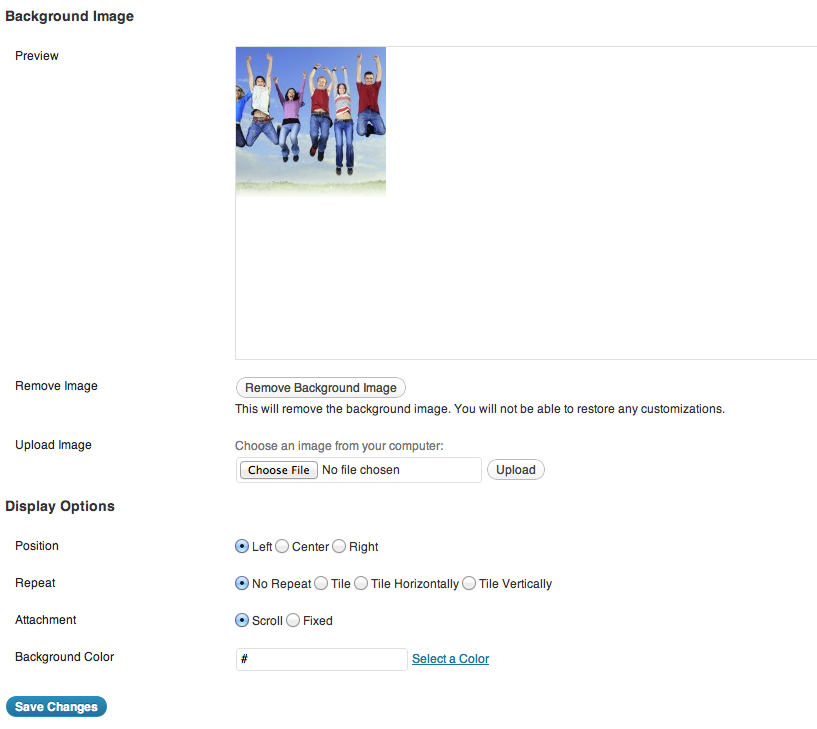 Background Image
Preview
Remove Image
Remove Background Image
This will remove the background image. You will not be able to restore any customizations.
Upload Image
Choose an image from your computer:
Choose File No file chosen Upload
Display Options
Position Left Center Right
Repeat No Repeat Tile Tile Horizontally Tile Vertically
Attachment Scroll Fixed
Background Color # Select a Color
Save Changes